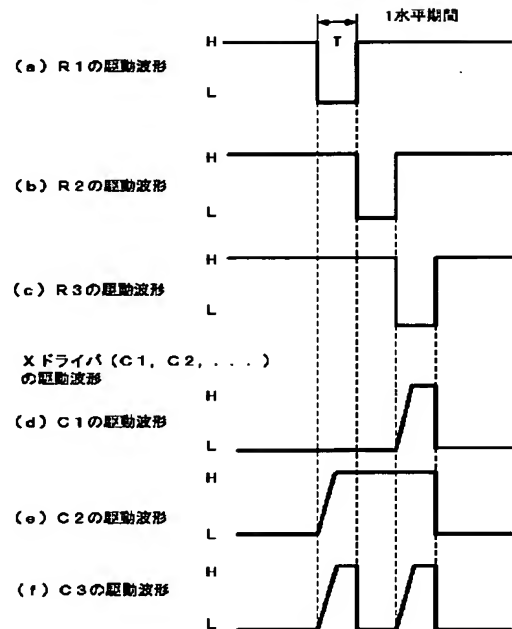 1水平期間
H
T
(a) R1の駆動波形
L
H
(b) R2の駆動波形
L
H
(c) R3の駆動波形
L
Xドライバ (C1, C2, . . . )
の駆動波形
H
(d) C1の駆動波形
L
H
(e) C2の駆動波形
L
H
(f) C3の駆動波形
L